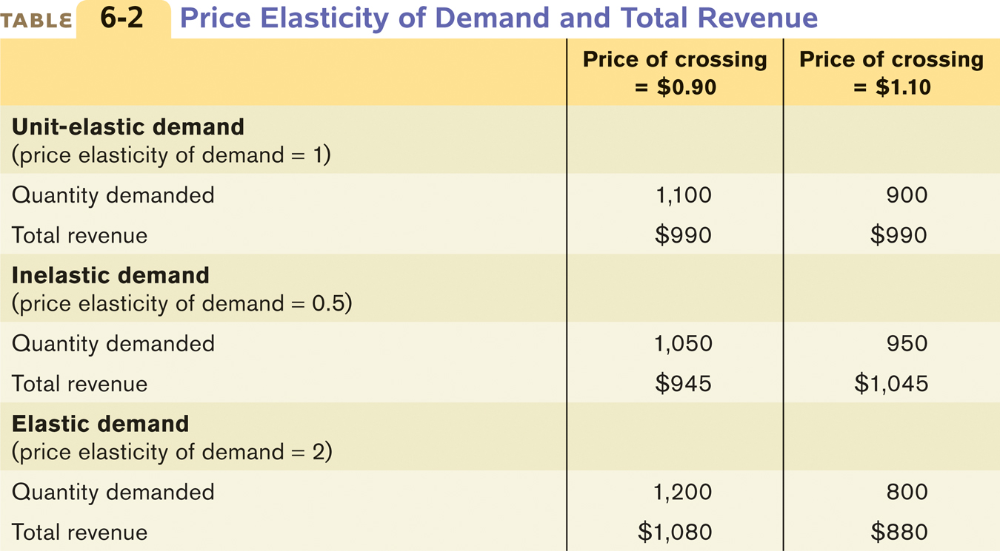 TABLE 6-2 Price Elasticity of Demand and Total Revenue
Price of crossing Price of crossing
= $0.90 = $1.10
Unit-elastic demand
(price elasticity of demand = 1)
Quantity demanded 1,100 900
Total revenue $990 $990
Inelastic demand
(price elasticity of demand = 0.5)
Quantity demanded 1,050 950
Total revenue $945 $1,045
Elastic demand
(price elasticity of demand = 2)
Quantity demanded 1,200 800
Total revenue $1,080 $880